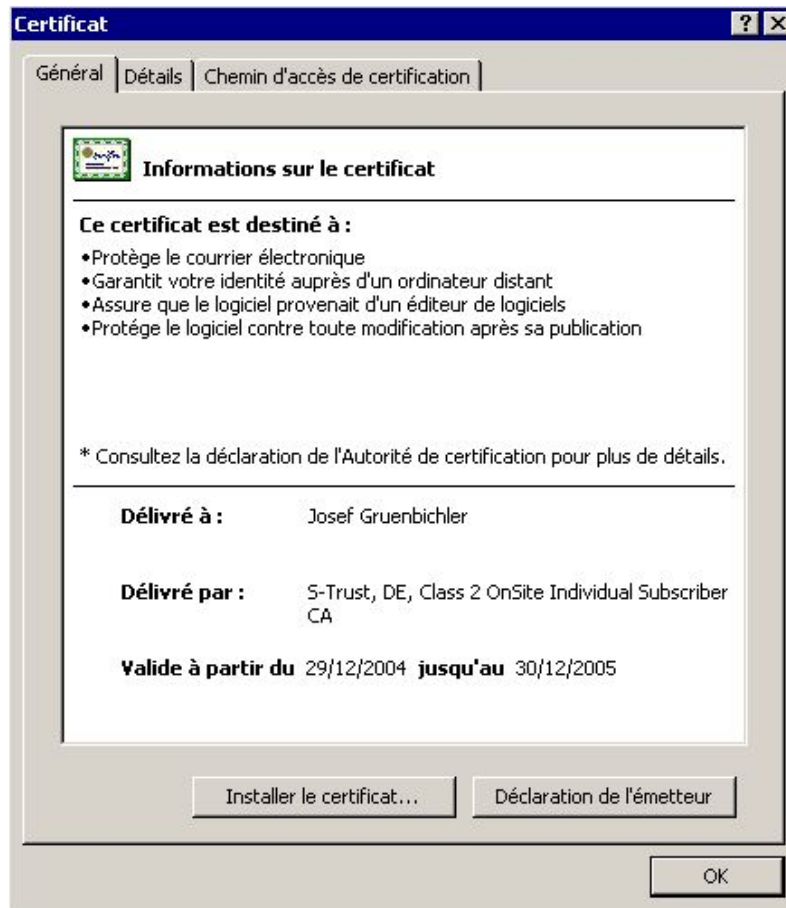 Certificat
Général
Détails
Chemin d'accès de certification
Informations sur le certificat
Ce certificat est destiné à :
•Protège le courrier électronique
•Garantit votre identité auprès d'un ordinateur distant
•Assure que le logiciel provenait d'un éditeur de logiciels
•Protége le logiciel contre toute modification après sa publication
* Consultez la déclaration de l'Autorité de certification pour plus de détails.
Délivré à : Josef Gruenbichler
Délivré par : S-Trust, DE, Class 2 OnSite Individual Subscriber
CA
Valide à partir du 29/12/2004 jusqu'au 30/12/2005
Installer le certificat...
Déclaration de l'émetteur
OK